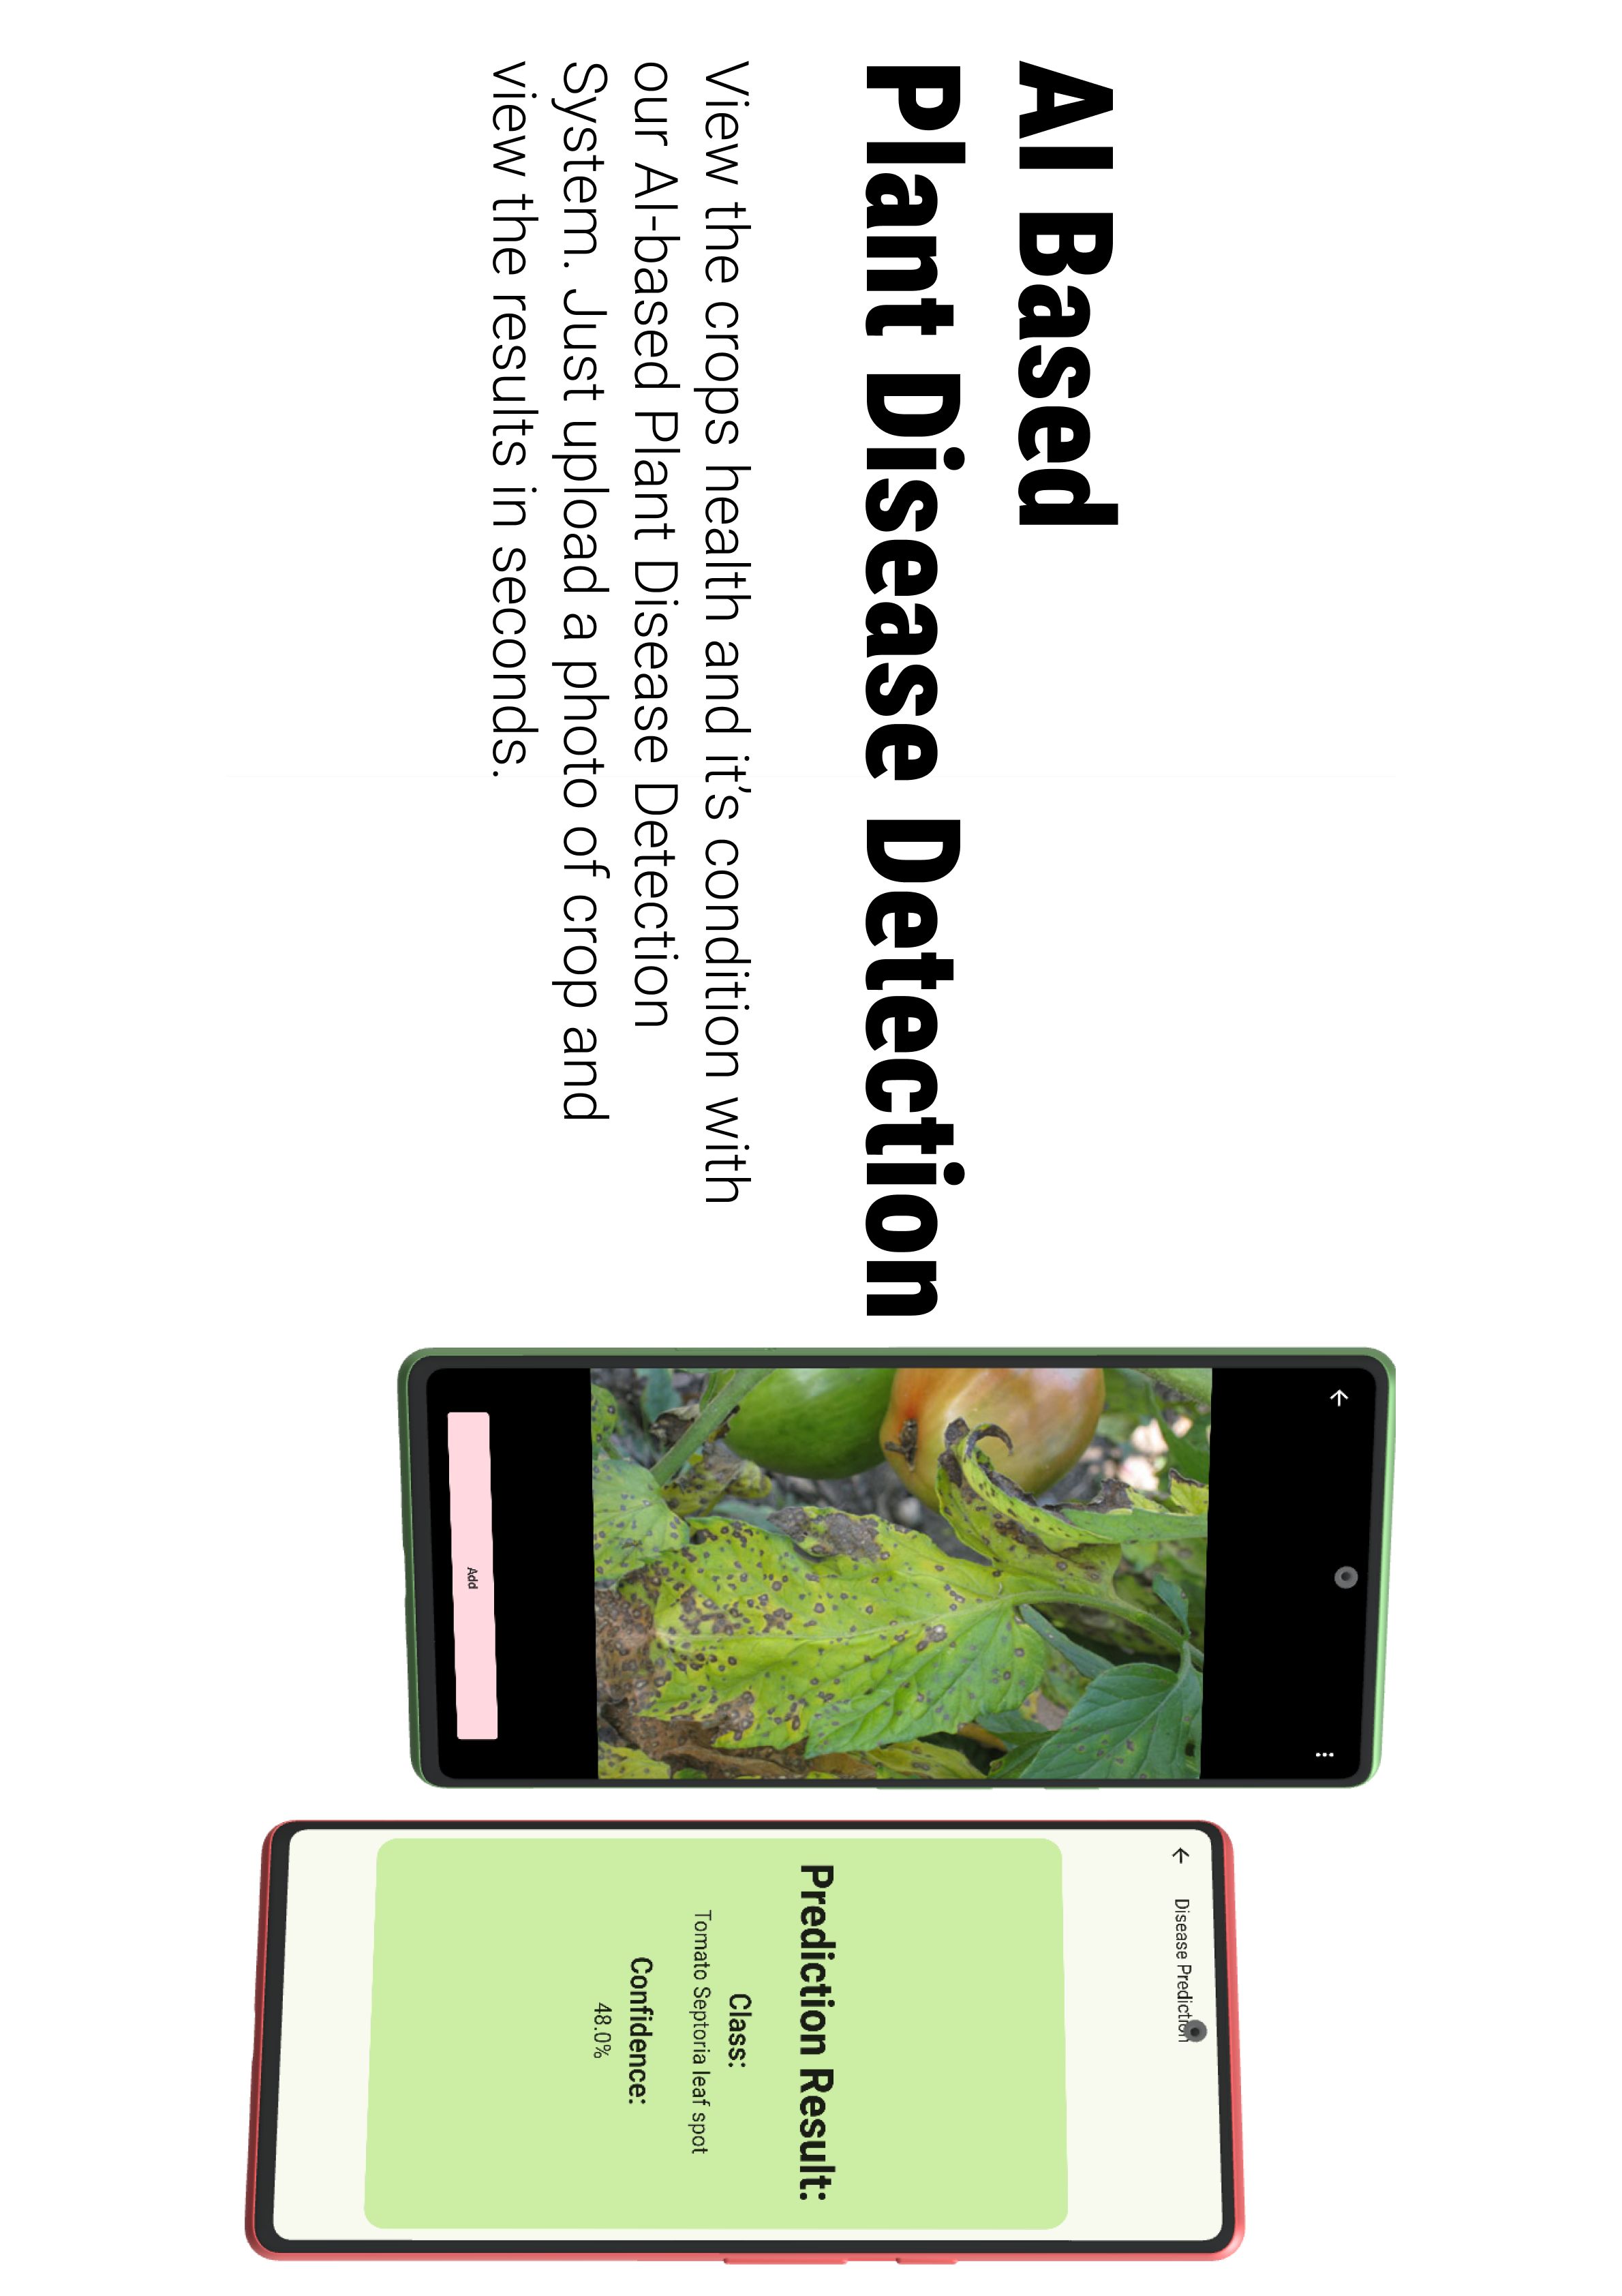 AI Based
Plant Disease Detection
View the crops health and it's condition with
our AI-based Plant Disease Detection
System. Just upload a photo of crop and
view the results in seconds.
Add
Disease Prediction
Prediction Result:
Class:
Tomato Septoria leaf spot
Confidence:
48.0%